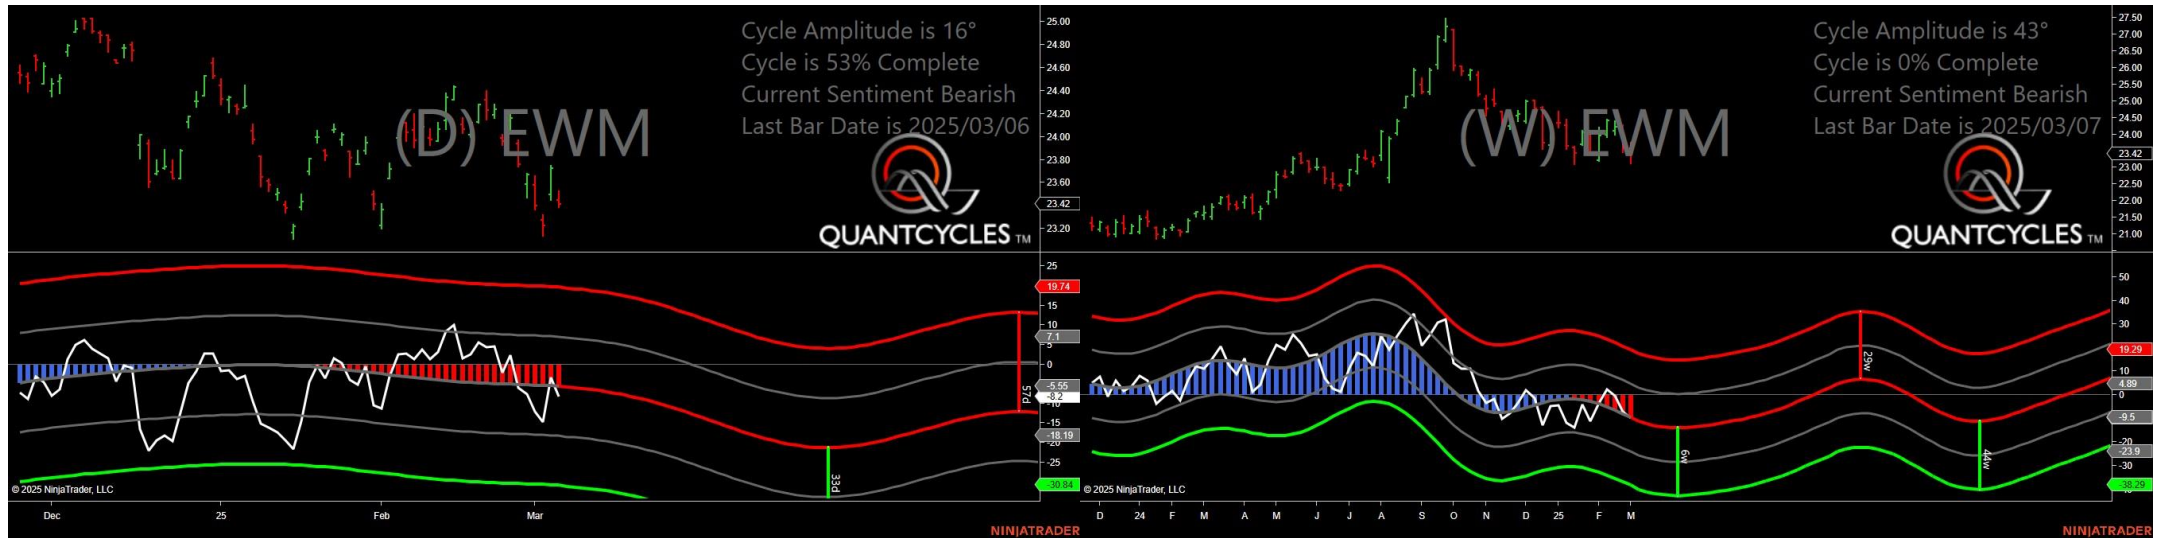 Cycle Amplitude is 16°
Cycle is 53% Complete
Current Sentiment Bearish
Last Bar Date is 2025/03/06
(D) EWM
QUANTCYCLES TM
25.00
24.80
24.60
24.40
24.20
24.00
23.80
23.60
23.42
23.20
25
19.74
15
10
7.1
5
0
-5.55
-8.2
-10
-15
-18.19
-20
-25
-30.84
57d
33d
© 2025 NinjaTrader, LLC
Dec
25
Feb
Mar
NINJATRADER
Cycle Amplitude is 43°
Cycle is 0% Complete
Current Sentiment Bearish
Last Bar Date is 2025/03/07
(W) EWM
QUANTCYCLES TM
27.50
27.00
26.50
26.00
25.50
25.00
24.50
24.00
23.42
23.00
22.50
22.00
21.50
21.00
50
40
30
19.29
4.89
0
-9.5
-20
-23.9
-30
-38.29
29w
6w
44w
© 2025 NinjaTrader, LLC
D 24 F M A M J J A S O N D 25 F M
NINJATRADER